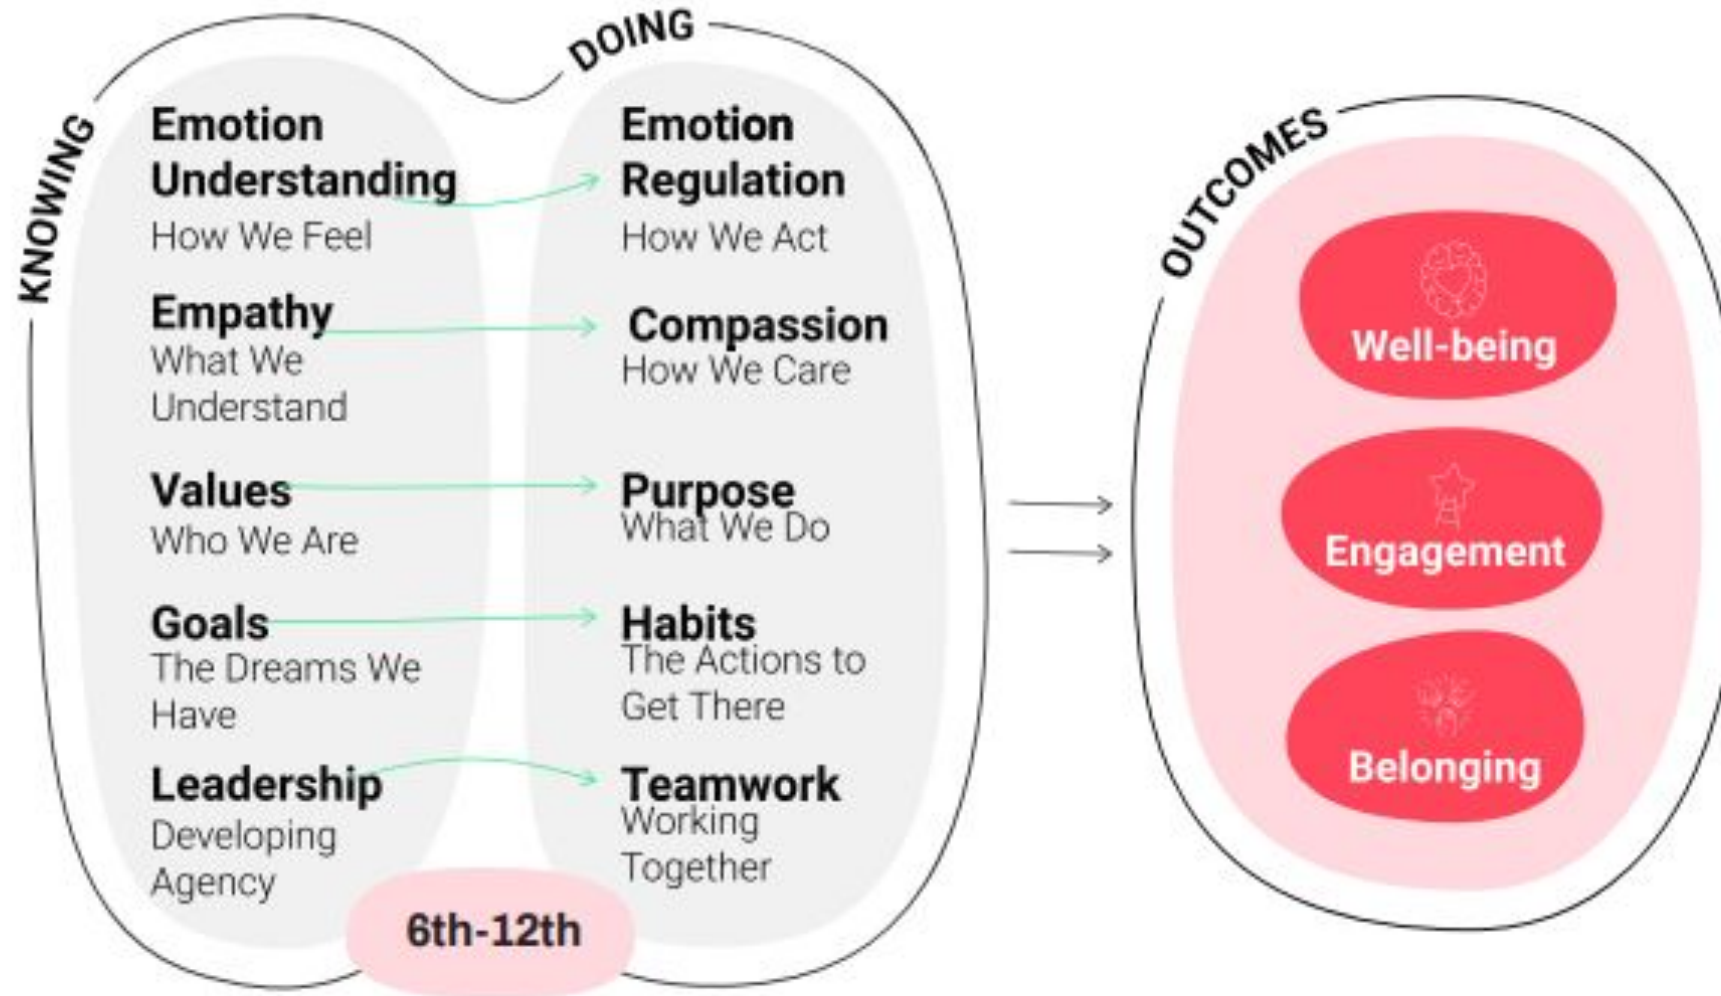 KNOWING
Emotion
Understanding
How We Feel
Empathy
What We
Understand
Values
Who We Are
Goals
The Dreams We
Have
Leadership
Developing
Agency
DOING
Emotion
Regulation
How We Act
Compassion
How We Care
Purpose
What We Do
Habits
The Actions to
Get There
Teamwork
Working
Together
6th-12th
OUTCOMES
Well-being
Engagement
Belonging